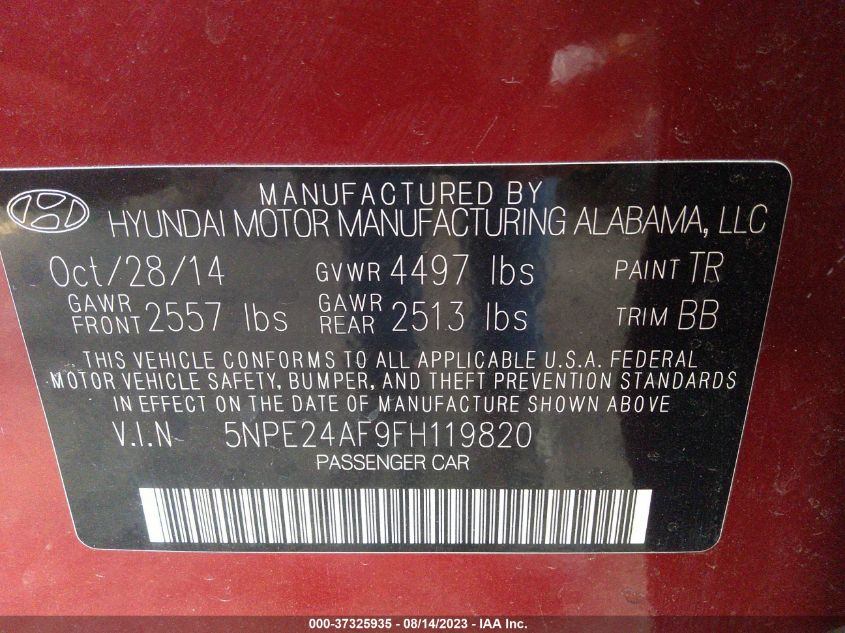 MANUFACTURED BY
HYUNDAI MOTOR MANUFACTURING ALABAMA, LLC
Oct/28/14 GVWR 4497 lbs PAINT TR
GAWR FRONT 2557 lbs GAWR REAR 2513 lbs TRIM BB
THIS VEHICLE CONFORMS TO ALL APPLICABLE U.S.A. FEDERAL
MOTOR VEHICLE SAFETY, BUMPER, AND THEFT PREVENTION STANDARDS
IN EFFECT ON THE DATE OF MANUFACTURE SHOWN ABOVE
V.I.N 5NPE24AF9FH119820
PASSENGER CAR
000-37325935 - 08/14/2023 - IAA Inc.